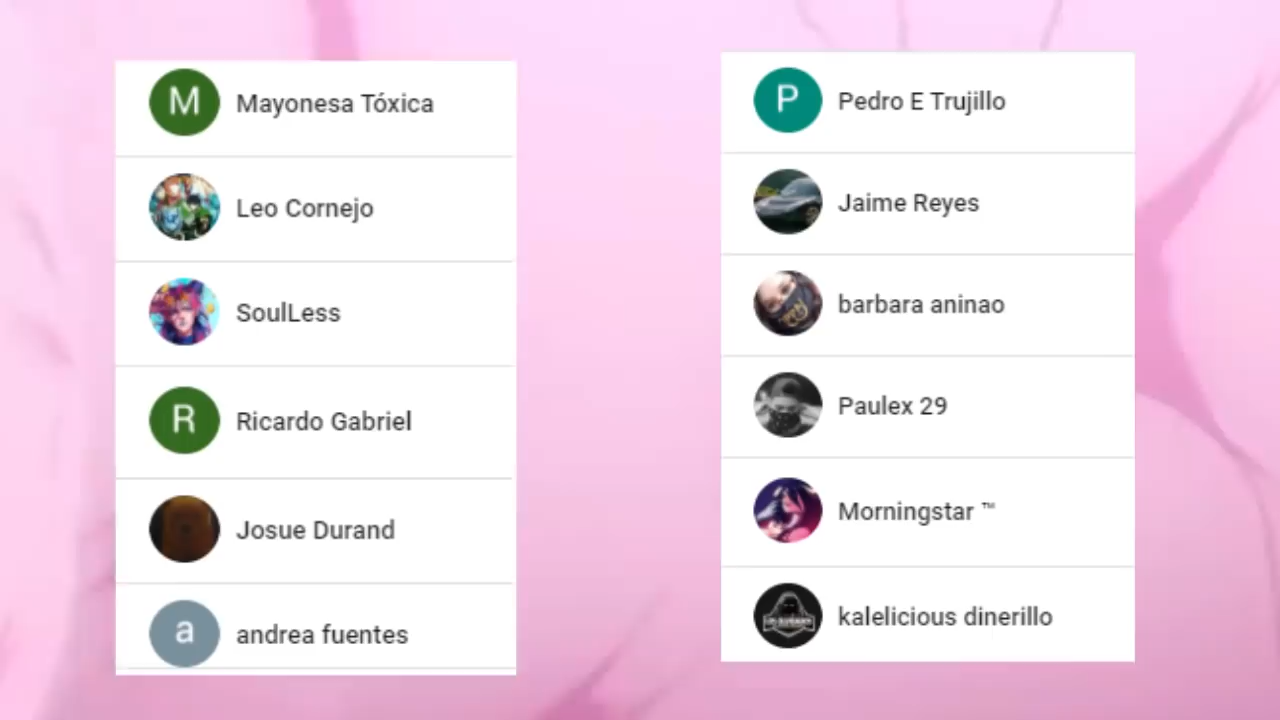 M
Mayonesa Tóxica
Leo Cornejo
SoulLess
R
Ricardo Gabriel
Josue Durand
a
andrea fuentes
P
Pedro E Trujillo
Jaime Reyes
barbara aninao
Paulex 29
Morningstar ™
kalelicious dinerillo